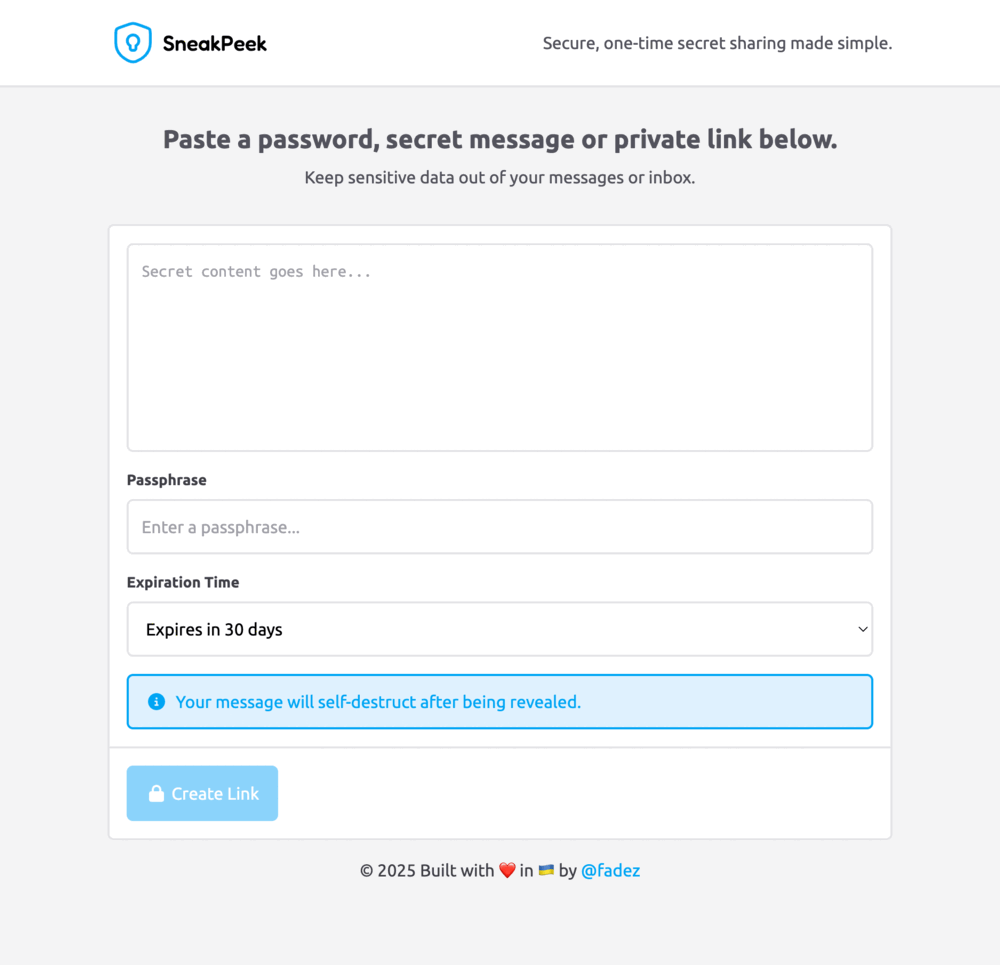 SneakPeek
Secure, one-time secret sharing made simple.
Paste a password, secret message or private link below.
Keep sensitive data out of your messages or inbox.
Secret content goes here...
Passphrase
Enter a passphrase...
Expiration Time
Expires in 30 days
Your message will self-destruct after being revealed.
Create Link
© 2025 Built with ❤️ in 🇺🇦 by @fadez